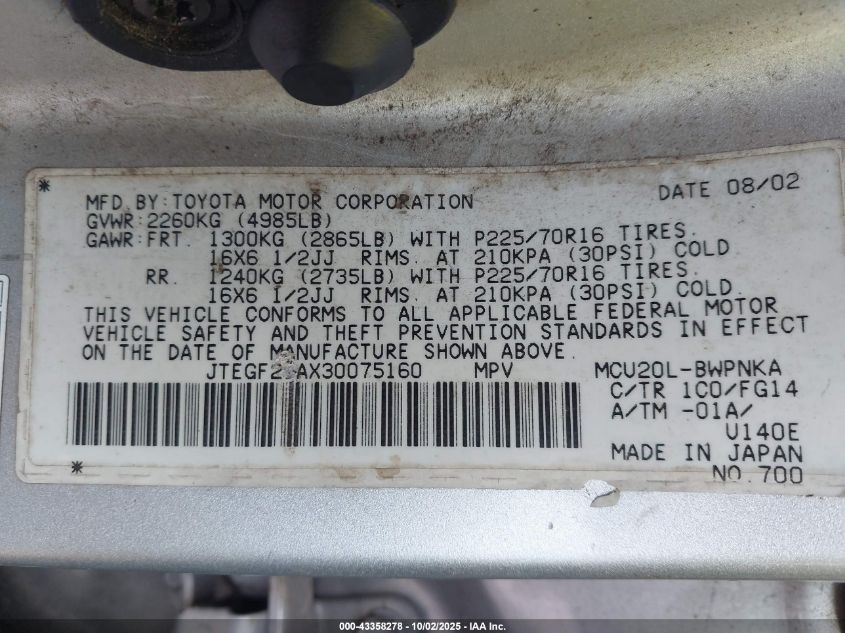 * MFD.BY:TOYOTA MOTOR CORPORATION DATE 08/02
GVWR:2260KG (4985LB)
GAWR:FRT. 1300KG (2865LB) WITH P225/70R16 TIRES.
16X6 1/2JJ RIMS. AT 210KPA (30PSI) COLD
RR. 1240KG (2735LB) WITH P225/70R16 TIRES.
16X6 1/2JJ RIMS. AT 210KPA (30PSI) COLD.
THIS VEHICLE CONFORMS TO ALL APPLICABLE FEDERAL MOTOR
VEHICLE SAFETY AND THEFT PREVENTION STANDARDS IN EFFECT
ON THE DATE OF MANUFACTURE SHOWN ABOVE.
MPV MCU20L-BWPNKA
C/TR 1C0/FG14
A/TM -01A/
U140E
MADE IN JAPAN
* NO.700
000-43358278 - 10/02/2025 - IAA Inc.